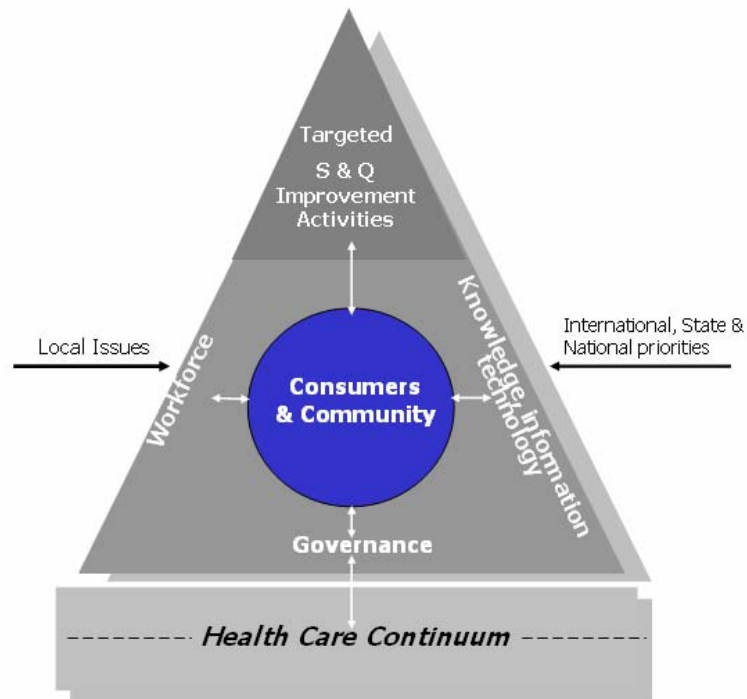 Targeted
S & Q
Improvement
Activities
Local Issues
International, State &
National priorities
Workforce
Consumers
& Community
Knowledge, information
technology
Governance
Health Care Continuum